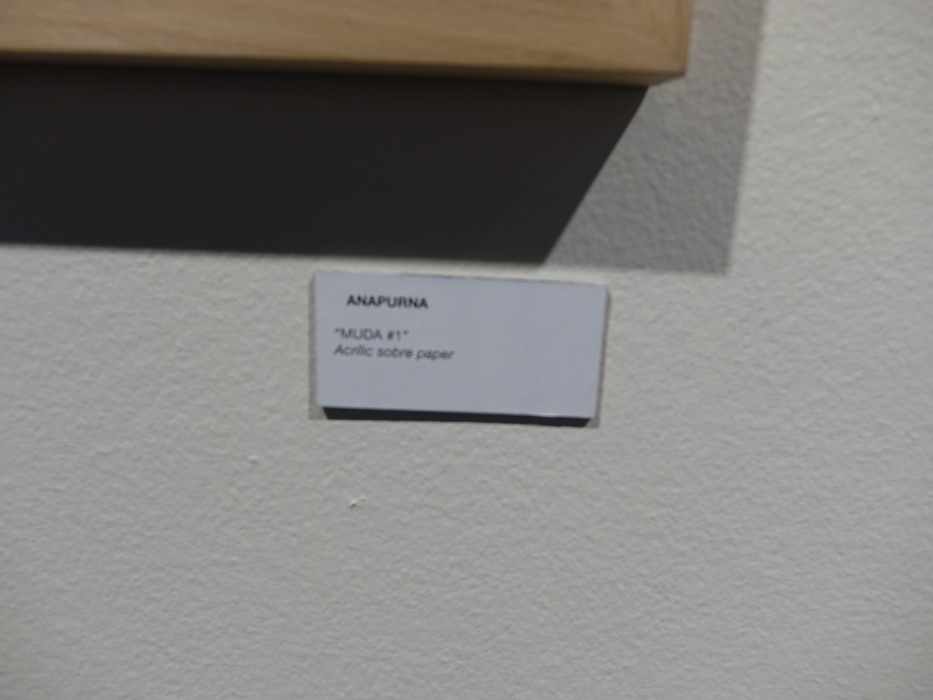 ANAPURNA
"MUDA #1"
Acrílic sobre paper